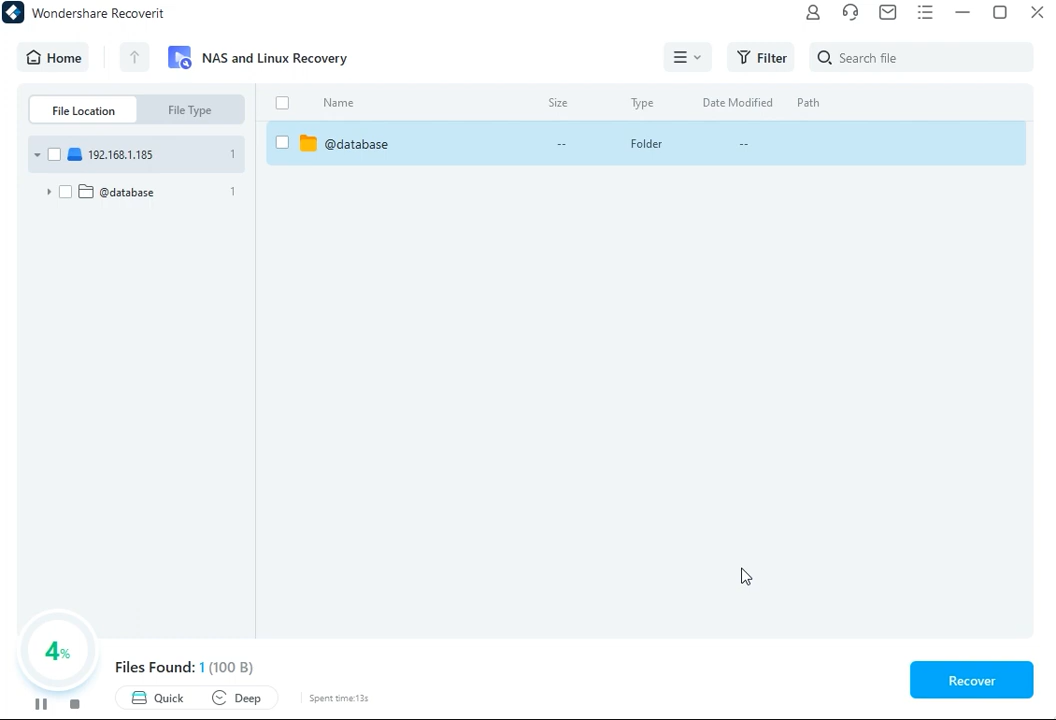 Wondershare Recoverit
Home
NAS and Linux Recovery
Filter
Search file
File Location
File Type
Name
Size
Type
Date Modified
Path
192.168.1.185
1
@database
--
Folder
--
@database
1
4%
Files Found: 1 (100 B)
Quick
Deep
Spent time:13s
Recover